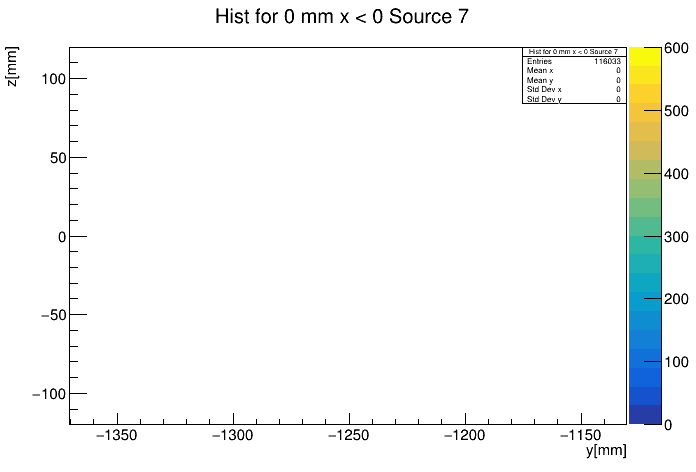 Hist for 0 mm x < 0 Source 7
z[mm]
Hist for 0 mm x < 0 Source 7
Entries 116033
Mean x 0
Mean y 0
Std Dev x 0
Std Dev y 0
600
500
400
300
200
100
0
100
50
0
−50
−100
−1350 −1300 −1250 −1200 −1150
y[mm]